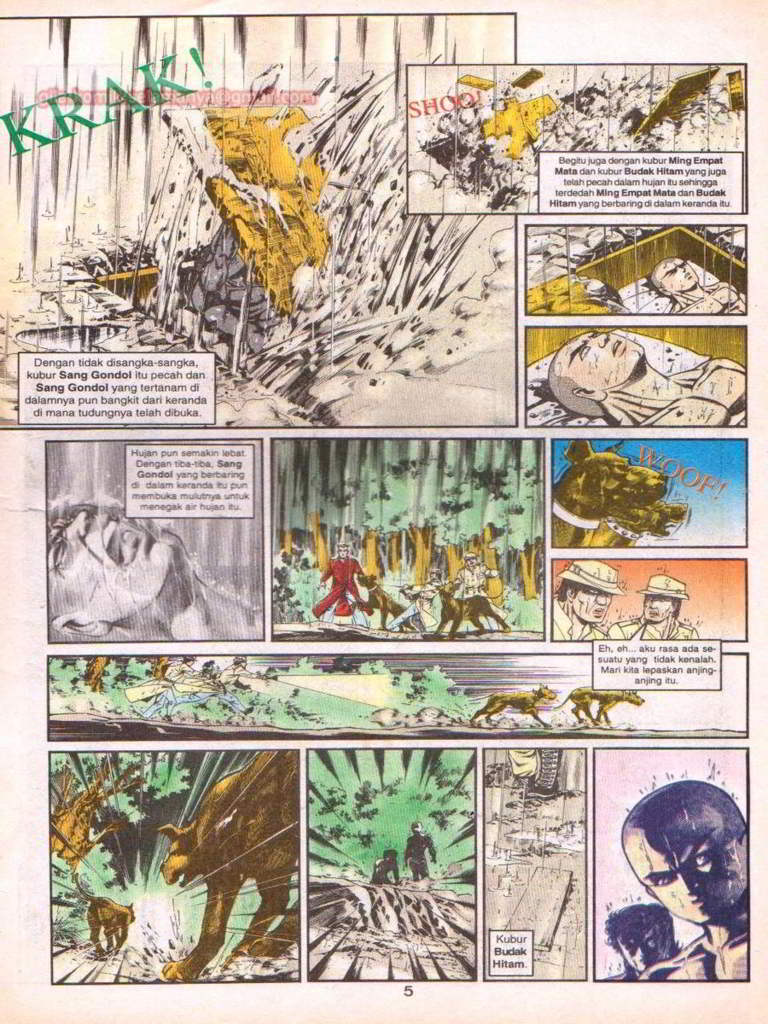 KRAK!
SHOO!
Begitu juga dengan kubur Ming Empat
Mata dan kubur Budak Hitam yang juga
telah pecah dalam hujan itu sehingga
terdedah Ming Empat Mata dan Budak
Hitam yang berbaring di dalam keranda itu.
Dengan tidak disangka-sangka,
kubur Sang Gondol itu pecah dan
Sang Gondol yang tertanam di
dalamnya pun bangkit dari keranda
di mana tudungnya telah dibuka.
Hujan pun semakin lebat.
Dengan tiba-tiba, Sang
Gondol yang berbaring
di dalam keranda itu pun
membuka mulutnya untuk
menegak air hujan itu.
WOOF!
Eh, eh... aku rasa ada se-
suatu yang tidak kenalah.
Mari kita lepaskan anjing-
anjing itu.
Kubur
Budak
Hitam.
5